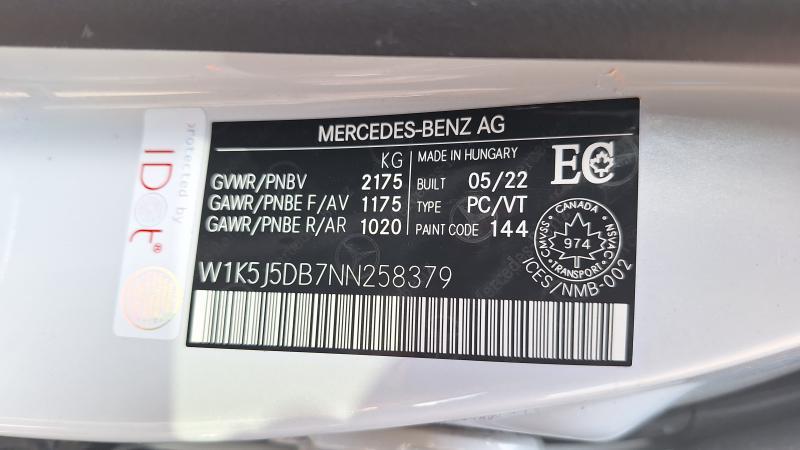 MERCEDES-BENZ AG
KG
GVWR/PNBV 2175
GAWR/PNBE F/AV 1175
GAWR/PNBE R/AR 1020
MADE IN HUNGARY
BUILT 05/22
TYPE PC/VT
PAINT CODE 144
EC
CANADA
CMVSS 974 NSVAC
TRANSPORT
ICES/NMB-002
W1K5J5DB7NN258379
protected by
IDot®